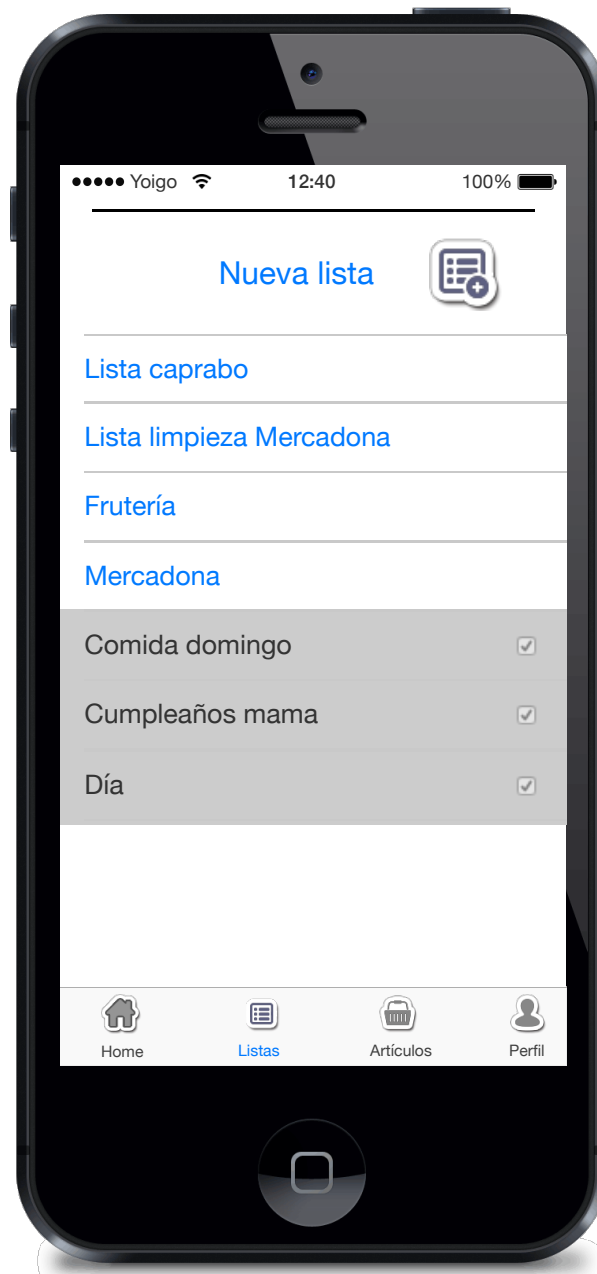 Yoigo 12:40 100%
Nueva lista
Lista caprabo
Lista limpieza Mercadona
Frutería
Mercadona
Comida domingo
Cumpleaños mama
Día
Home Listas Artículos Perfil